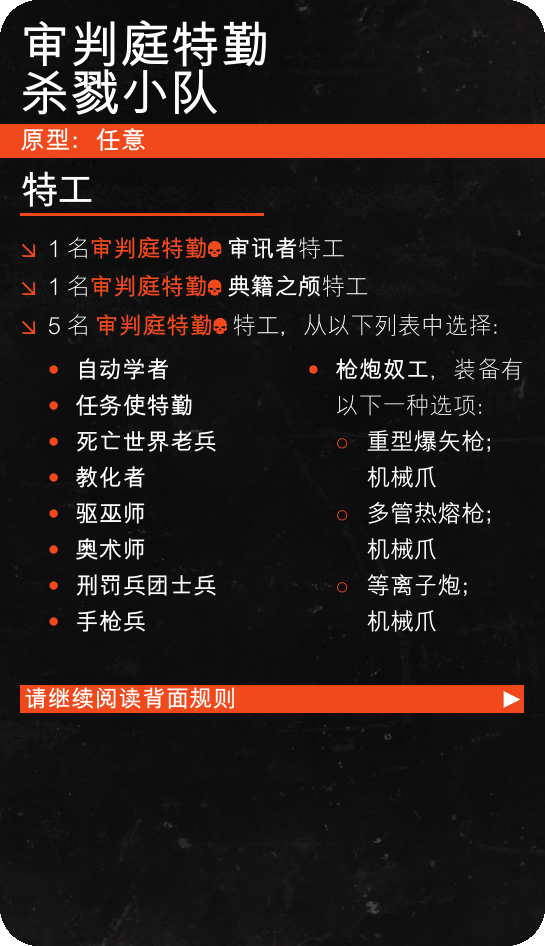 审判庭特勤
杀戮小队
原型：任意
特工
1 名审判庭特勤 审讯者特工
1 名审判庭特勤 典籍之颅特工
5 名 审判庭特勤 特工，从以下列表中选择：
自动学者
任务使特勤
死亡世界老兵
教化者
驱巫师
奥术师
刑罚兵团士兵
手枪兵
枪炮奴工，装备有
以下一种选项：
重型爆矢枪；
机械爪
多管热熔枪；
机械爪
等离子炮；
机械爪
请继续阅读背面规则